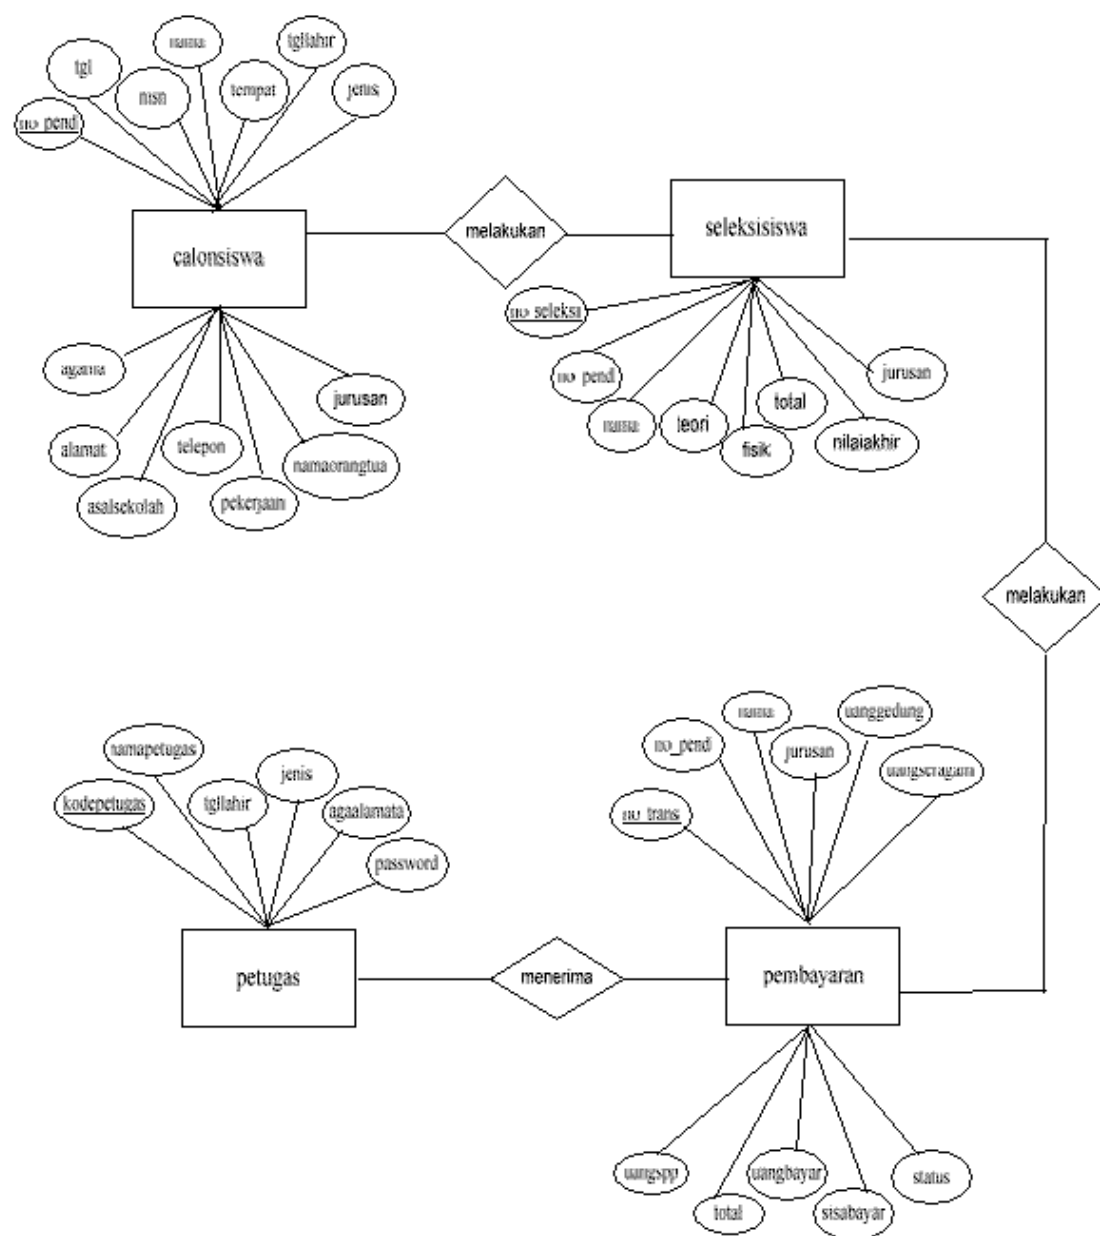 nama
tgllahir
tgl
nisn
tempat
jenis
no_pend
calonsiswa
melakukan
seleksisiswa
agama
alamat
asalsekolah
telepon
pekerjaan
namaorangtua
jurusan
no_seleksi
no_pend
nama
teori
fisik
total
nilaiakhir
jurusan
melakukan
namapetugas
kodepetugas
tgllahir
jenis
agaalamata
password
petugas
menerima
no_trans
no_pend
nama
jurusan
uanggedung
uangseragam
pembayaran
uangspp
total
uangbayar
sisabayar
status